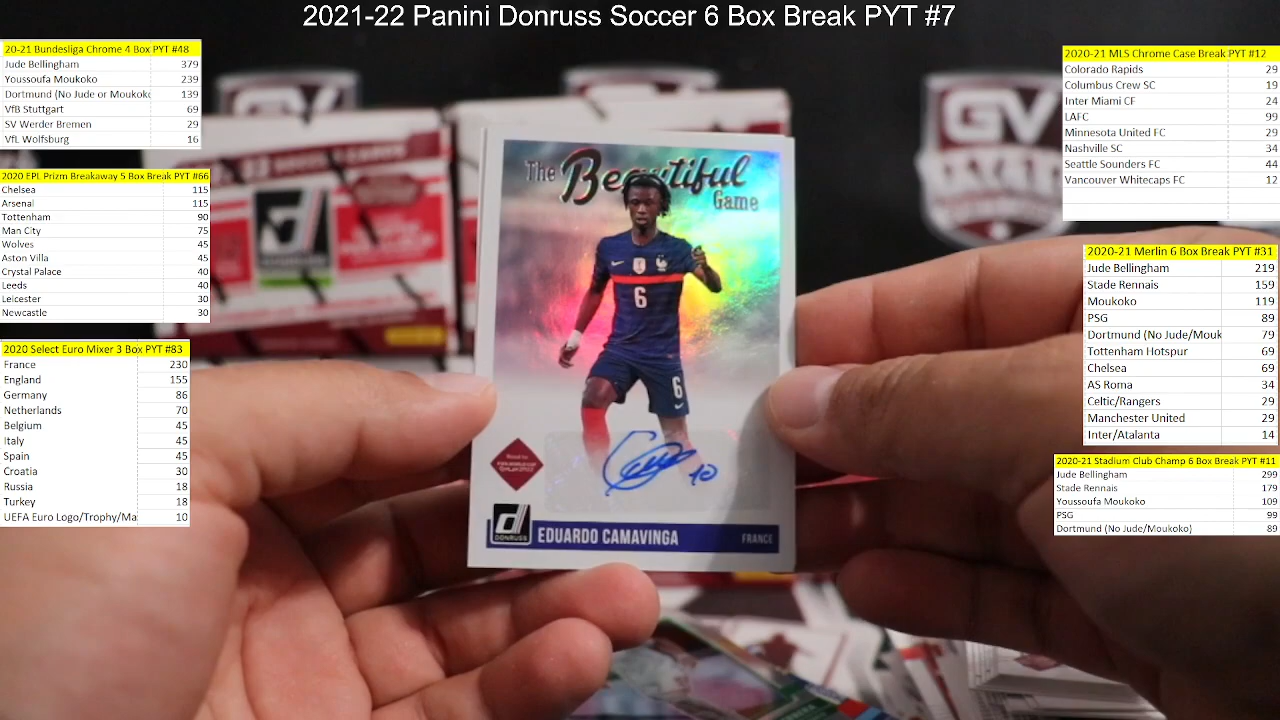 2021-22 Panini Donruss Soccer 6 Box Break PYT #7
20-21 Bundesliga Chrome 4 Box PYT #48
Jude Bellingham 379
Youssoufa Moukoko 239
Dortmund (No Jude or Moukoko 139
VfB Stuttgart 69
SV Werder Bremen 29
VfL Wolfsburg 16
2020 EPL Prizm Breakaway 5 Box Break PYT #66
Chelsea 115
Arsenal 115
Tottenham 90
Man City 75
Wolves 45
Aston Villa 45
Crystal Palace 40
Leeds 40
Leicester 30
Newcastle 30
2020 Select Euro Mixer 3 Box PYT #83
France 230
England 155
Germany 86
Netherlands 70
Belgium 45
Italy 45
Spain 45
Croatia 30
Russia 18
Turkey 18
UEFA Euro Logo/Trophy/Ma 10
GV
GV
The Beautiful
Game
6
6
10
DONRUSS
EDUARDO CAMAVINGA
FRANCE
2020-21 MLS Chrome Case Break PYT #12
Colorado Rapids 29
Columbus Crew SC 19
Inter Miami CF 24
LAFC 99
Minnesota United FC 29
Nashville SC 34
Seattle Sounders FC 44
Vancouver Whitecaps FC 12
2020-21 Merlin 6 Box Break PYT #31
Jude Bellingham 219
Stade Rennais 159
Moukoko 119
PSG 89
Dortmund (No Jude/Mouk 79
Tottenham Hotspur 69
Chelsea 69
AS Roma 34
Celtic/Rangers 29
Manchester United 29
Inter/Atalanta 14
2020-21 Stadium Club Champ 6 Box Break PYT #11
Jude Bellingham 299
Stade Rennais 179
Youssoufa Moukoko 109
PSG 99
Dortmund (No Jude/Moukoko) 89